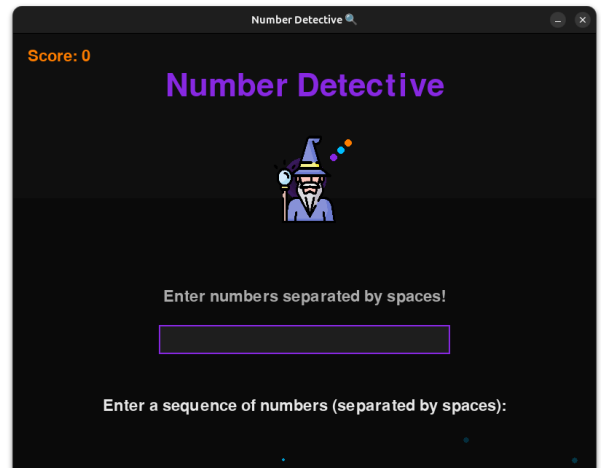 Number Detective🔍
Score: 0
Number Detective
Enter numbers separated by spaces!
Enter a sequence of numbers (separated by spaces):